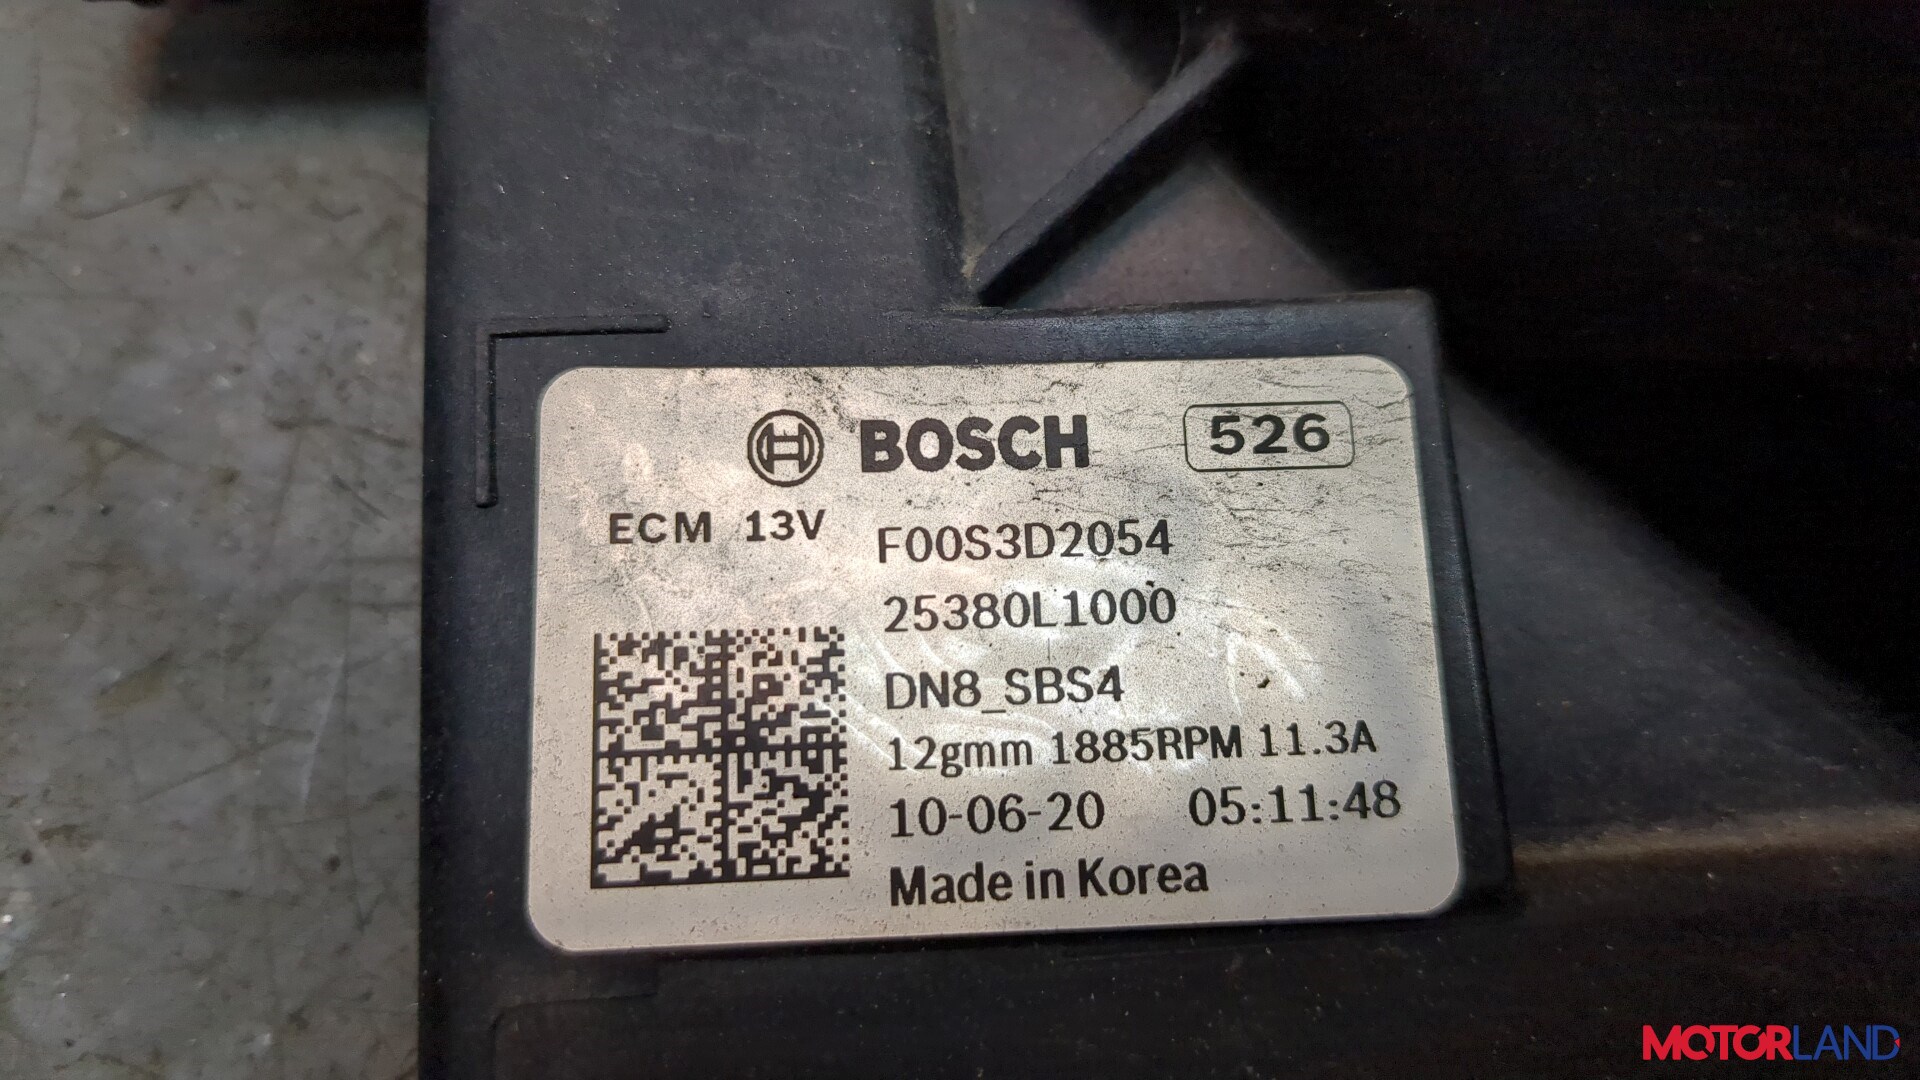 BOSCH 526
ECM 13V F00S3D2054
25380L1000
DN8_SBS4
12gmm 1885RPM 11.3A
10-06-20 05:11:48
Made in Korea
MOTORLAND